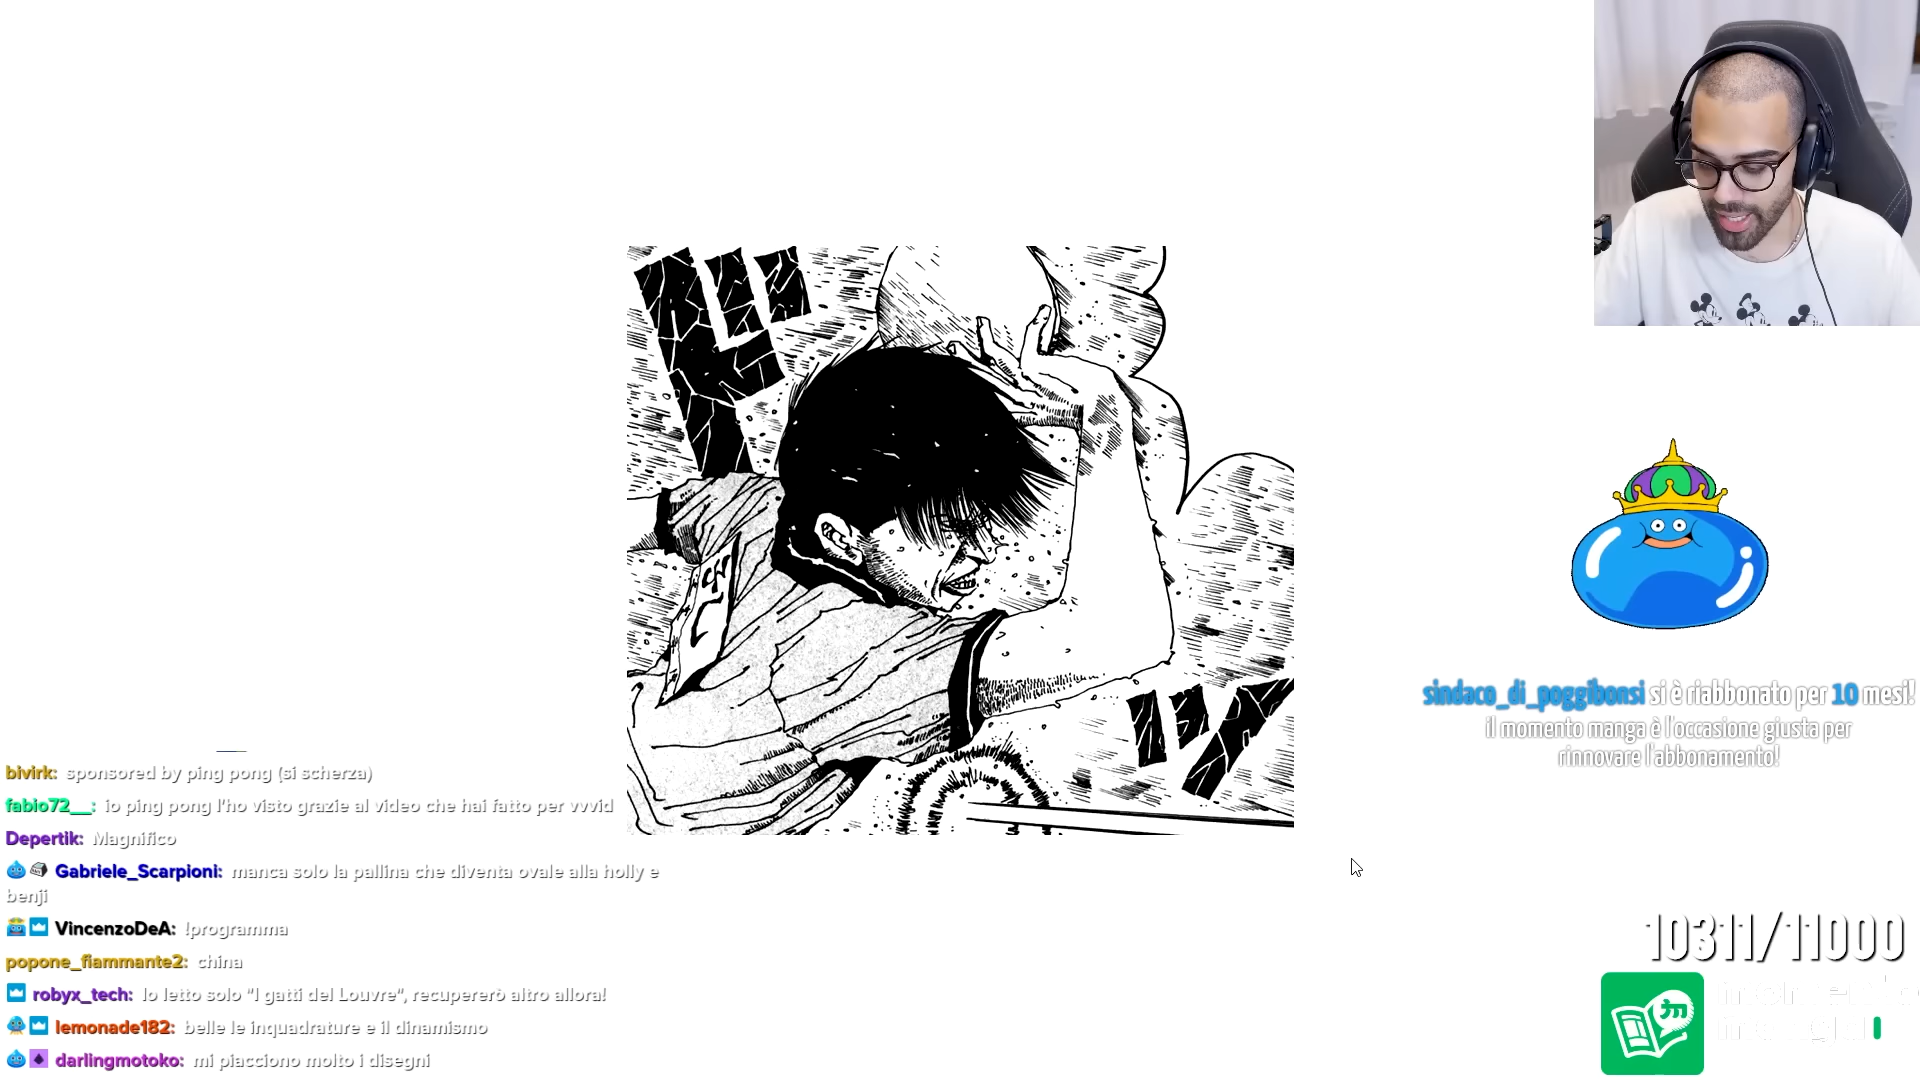 sindaco_di_poggibonsi si è riabbonato per 10 mesi!
il momento manga è l'occasione giusta per
rinnovare l'abbonamento!
bivirk: sponsored by ping pong (si scherza)
fabio72__: io ping pong l'ho visto grazie al video che hai fatto per vvvid
Depertik: Magnifico
Gabriele_Scarpioni: manca solo la pallina che diventa ovale alla holly e
benji
VincenzoDeA: !programma
popone_fiammante2: china
robyx_tech: Io letto solo "I gatti del Louvre", recupererò altro allora!
lemonade182: belle le inquadrature e il dinamismo
darlingmotoko: mi piacciono molto i disegni
10311/11000